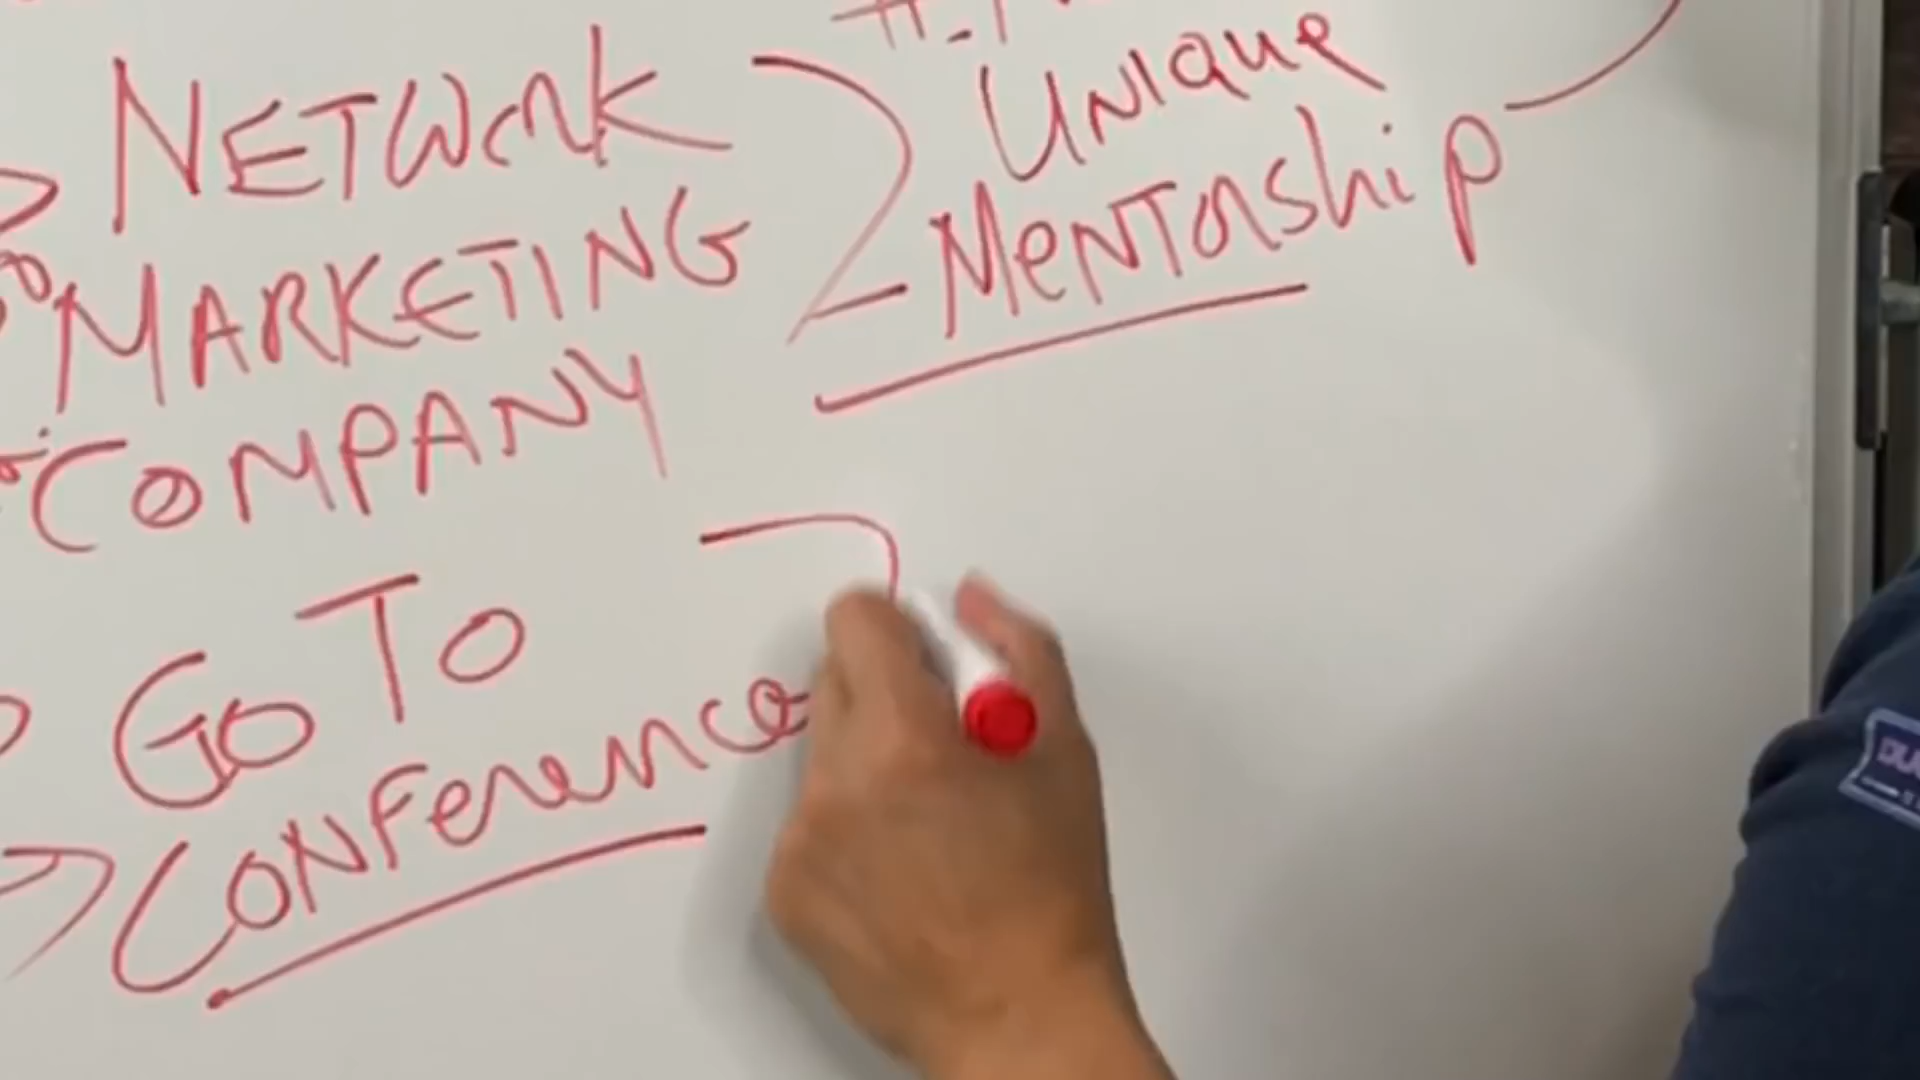 NETWORK
MARKETING
COMPANY
UNIQUE
MENTORSHIP
GO TO
CONFERENCE